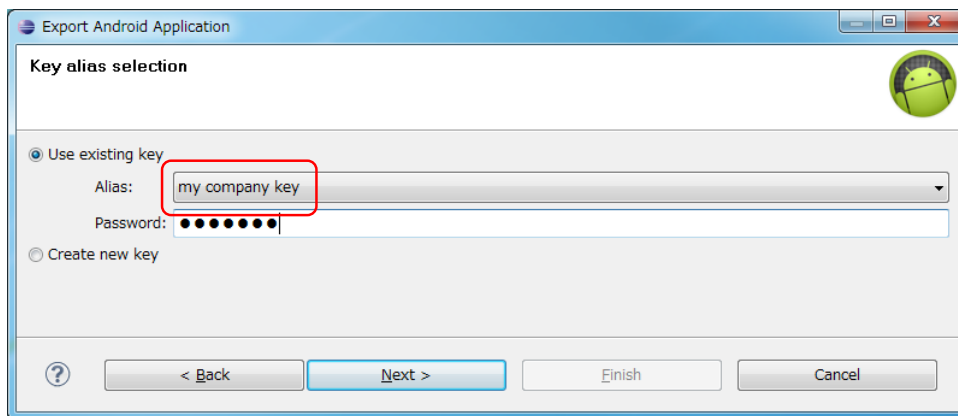 Export Android Application
Key alias selection
Use existing key
Alias: my company key
Password: ●●●●●●●
Create new key
? < Back Next > Finish Cancel